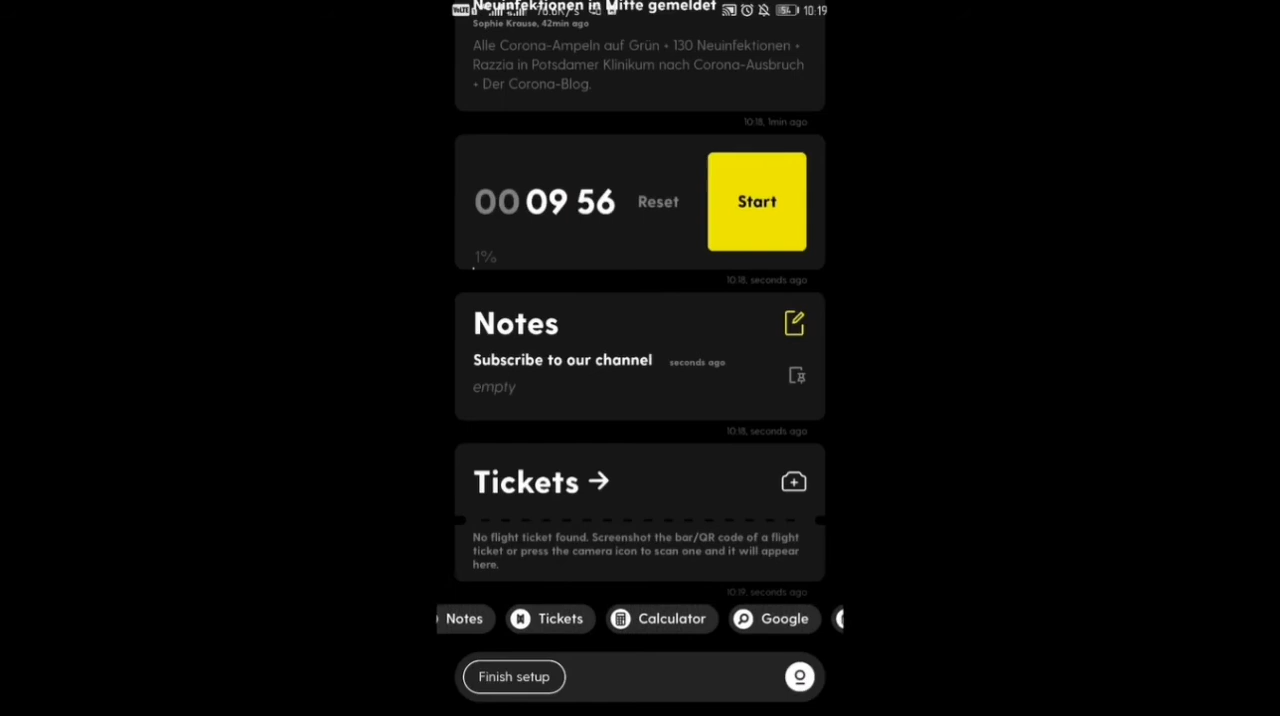 Neuinfektionen in Mitte gemeldet
10:19
Sophie Krause, 42min ago
Alle Corona-Ampeln auf Grün • 130 Neuinfektionen •
Razzia in Potsdamer Klinikum nach Corona-Ausbruch
• Der Corona-Blog.
10:18, 1min ago
00 09 56
Reset
Start
1%
10:18, seconds ago
Notes
Subscribe to our channel
seconds ago
empty
10:18, seconds ago
Tickets →
No flight ticket found. Screenshot the bar/QR code of a flight
ticket or press the camera icon to scan one and it will appear
here.
10:19, seconds ago
Notes
Tickets
Calculator
Google
Finish setup